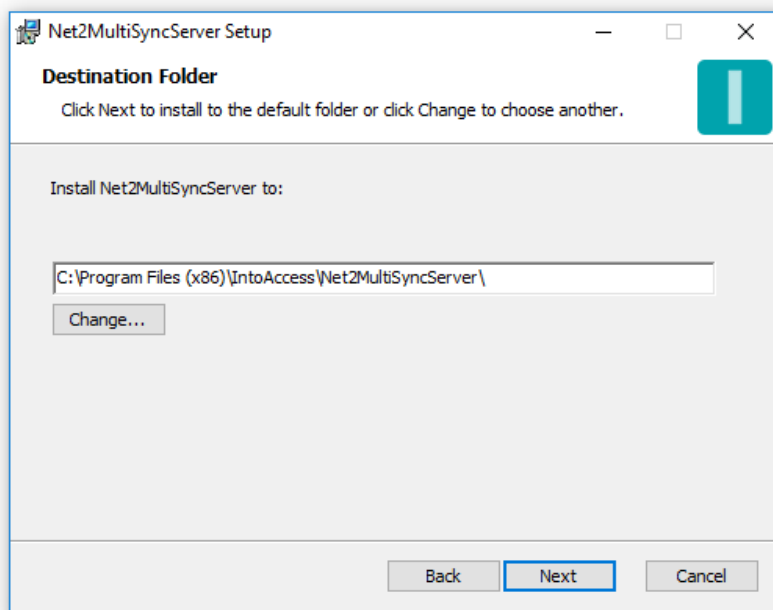 Net2MultiSyncServer Setup
Destination Folder
Click Next to install to the default folder or click Change to choose another.
Install Net2MultiSyncServer to:
C:\Program Files (x86)\IntoAccess\Net2MultiSyncServer\
Change...
Back Next Cancel